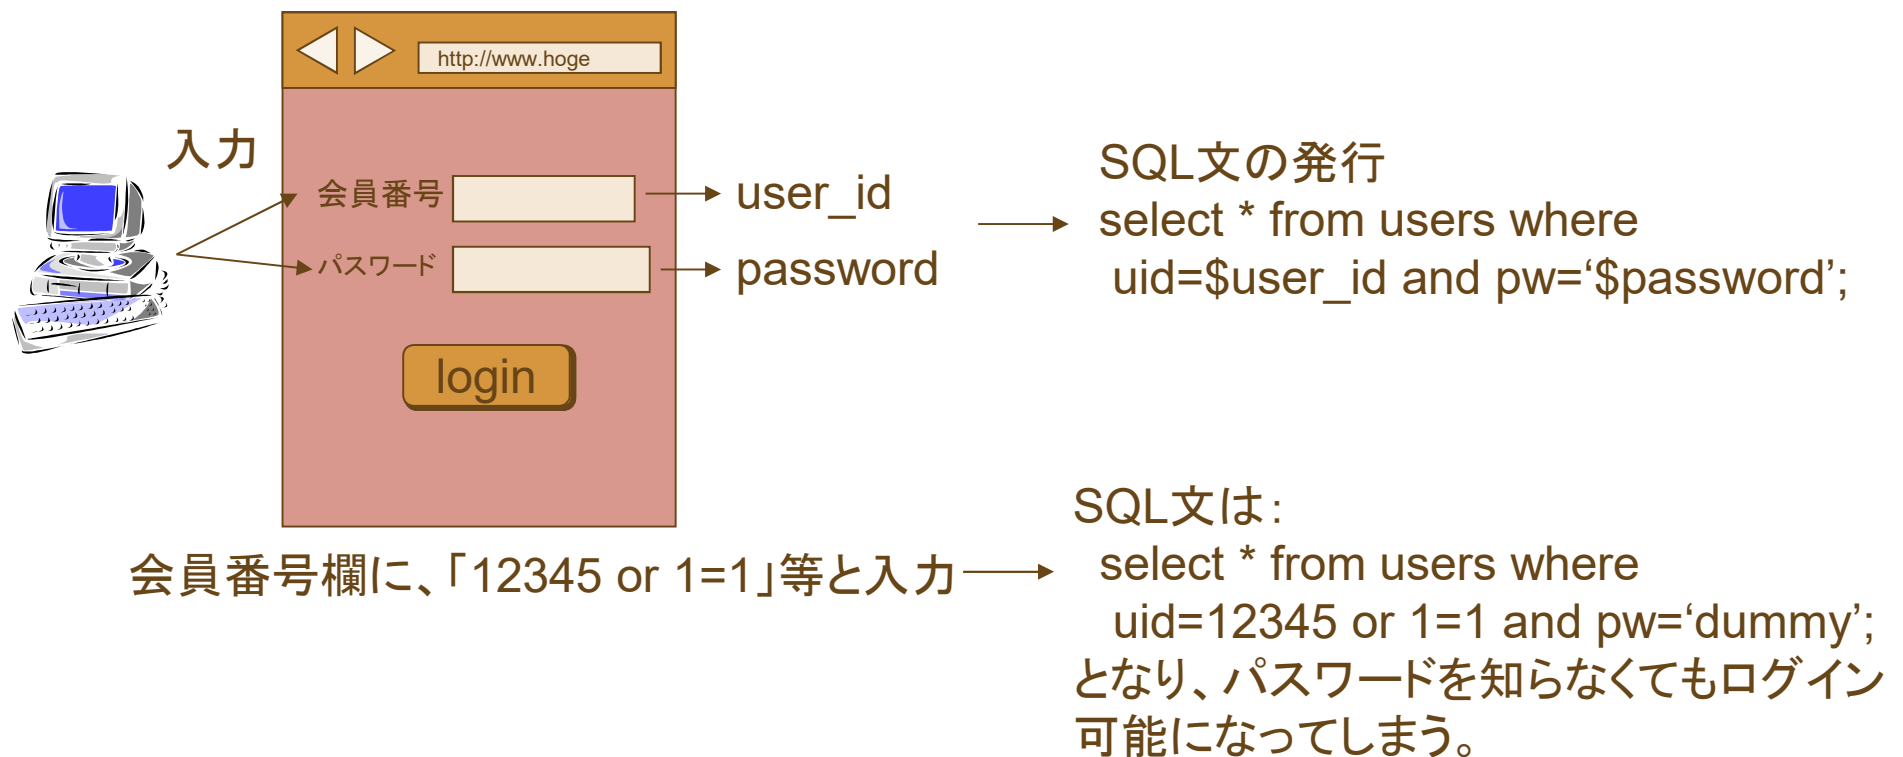 http://www.hoge
入力
会員番号
パスワード
login
user_id
password
SQL文の発行
select * from users where
uid=$user_id and pw=‘$password’;
会員番号欄に、「12345 or 1=1」等と入力
SQL文は：
select * from users where
uid=12345 or 1=1 and pw=‘dummy’;
となり、パスワードを知らなくてもログイン
可能になってしまう。